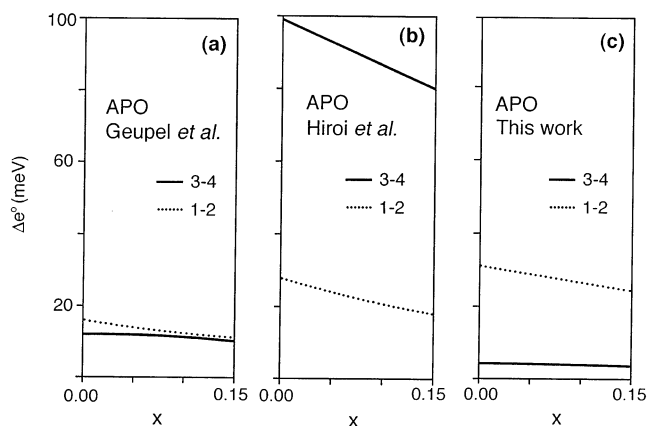 100
60
20
Δe° (meV)
(a)
APO
Geupel et al.
3-4
1-2
0.00
0.15
x
(b)
APO
Hiroi et al.
3-4
1-2
0.00
0.15
x
(c)
APO
This work
3-4
1-2
0.00
0.15
x